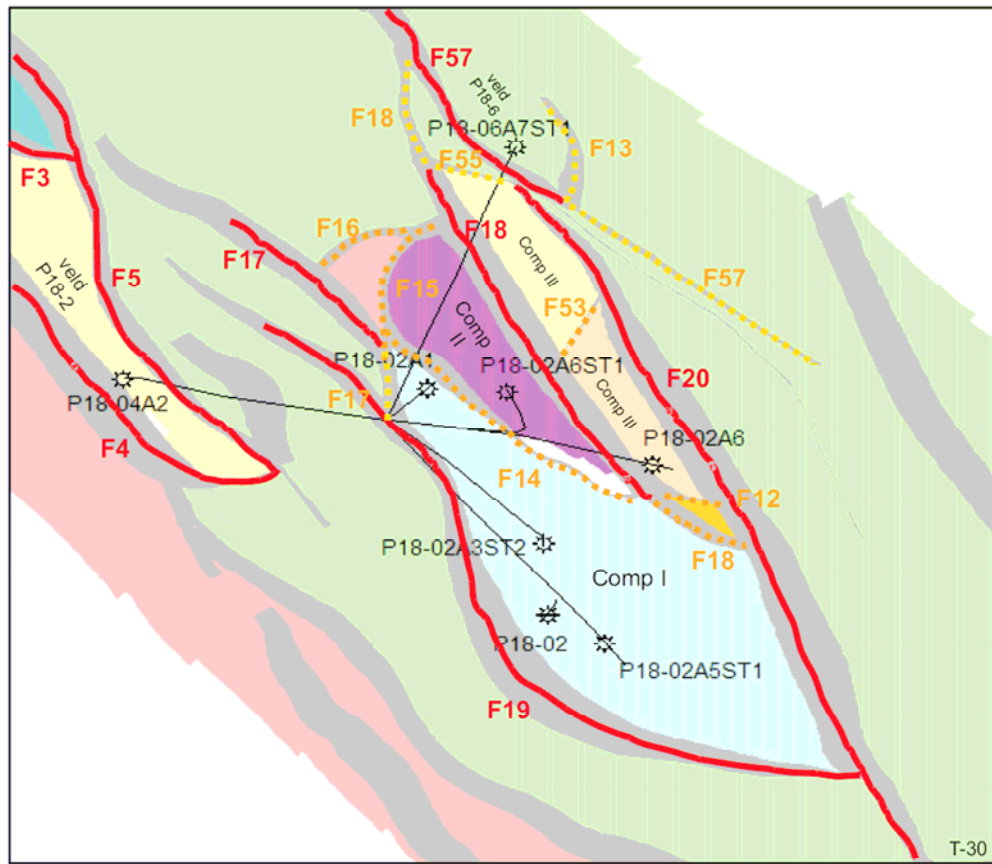 F57
veld
P18-6
F18
P18-06A7ST1
F13
F55
F3
F16
F17
F18
Comp III
F57
veld
P18-2
F5
F15
F53
Comp
II
P18-02A1
P18-02A6ST1
Comp III
F20
P18-04A2
F17
P18-02A6
F4
F14
F12
P18-02A3ST2
F18
Comp I
P18-02
P18-02A5ST1
F19
T-30